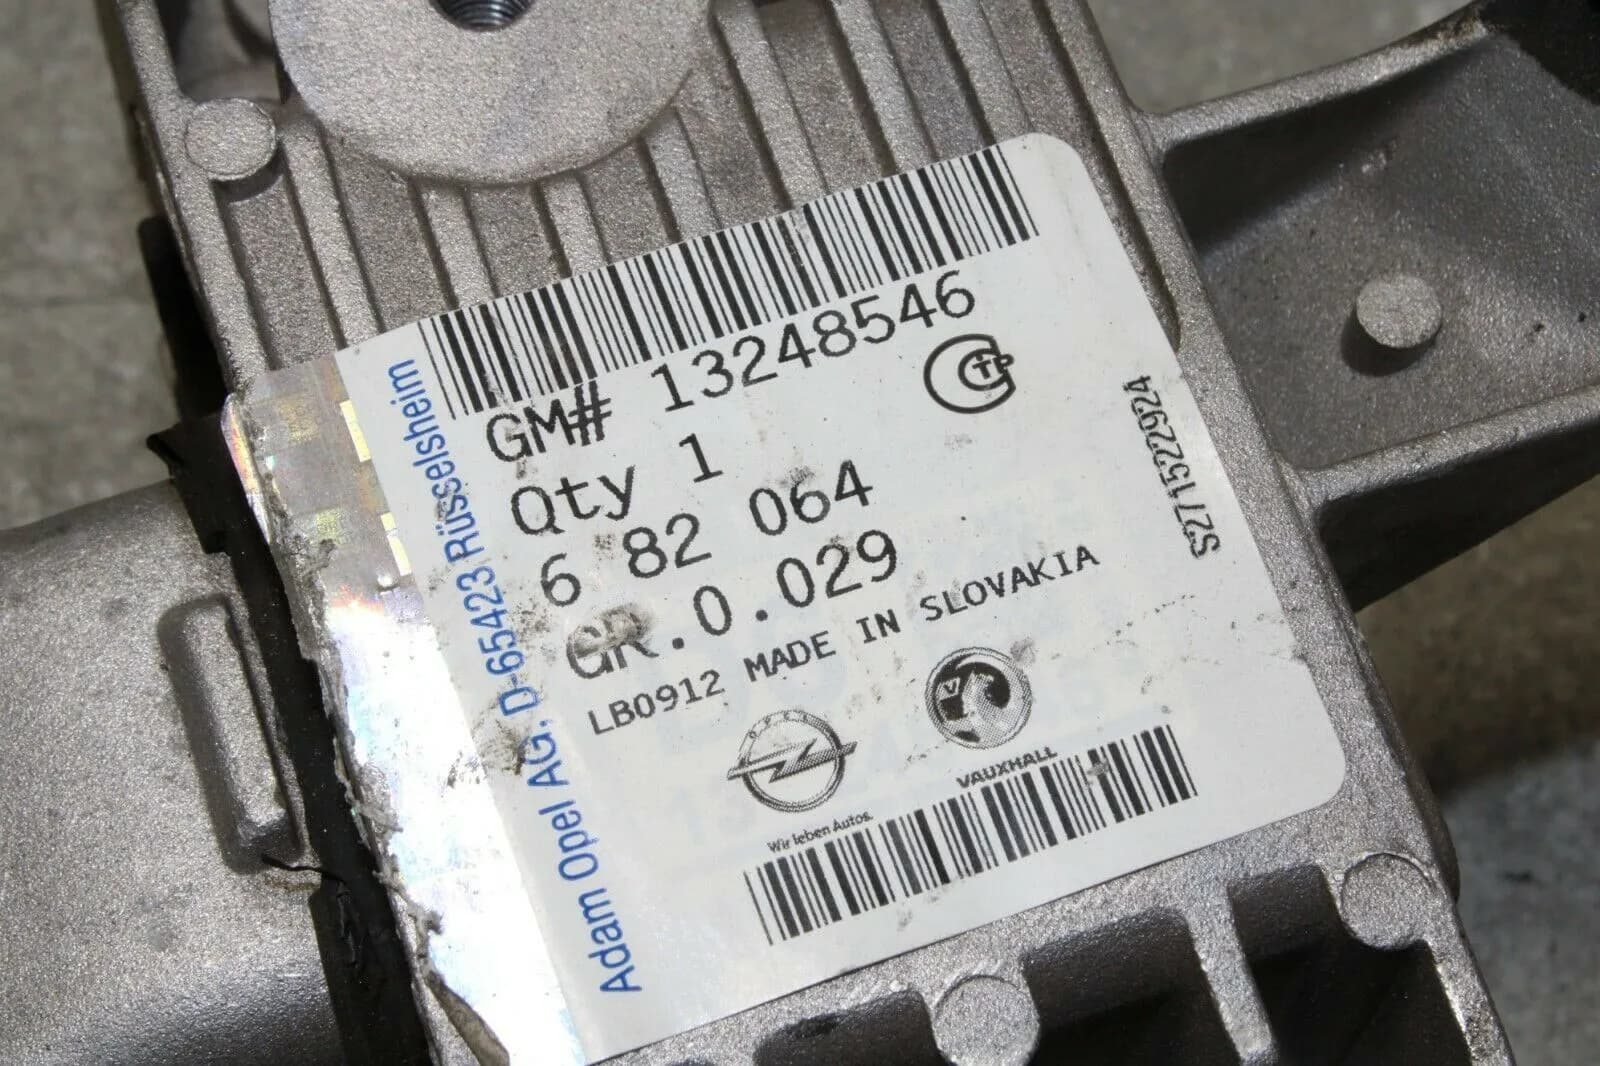 GM# 13248546
Qty 1
6 82 064
GR.0.029
LB0912 MADE IN SLOVAKIA
Wir leben Autos.
VAUXHALL
Adam Opel AG, D-65423 Rüsselsheim
S271522924